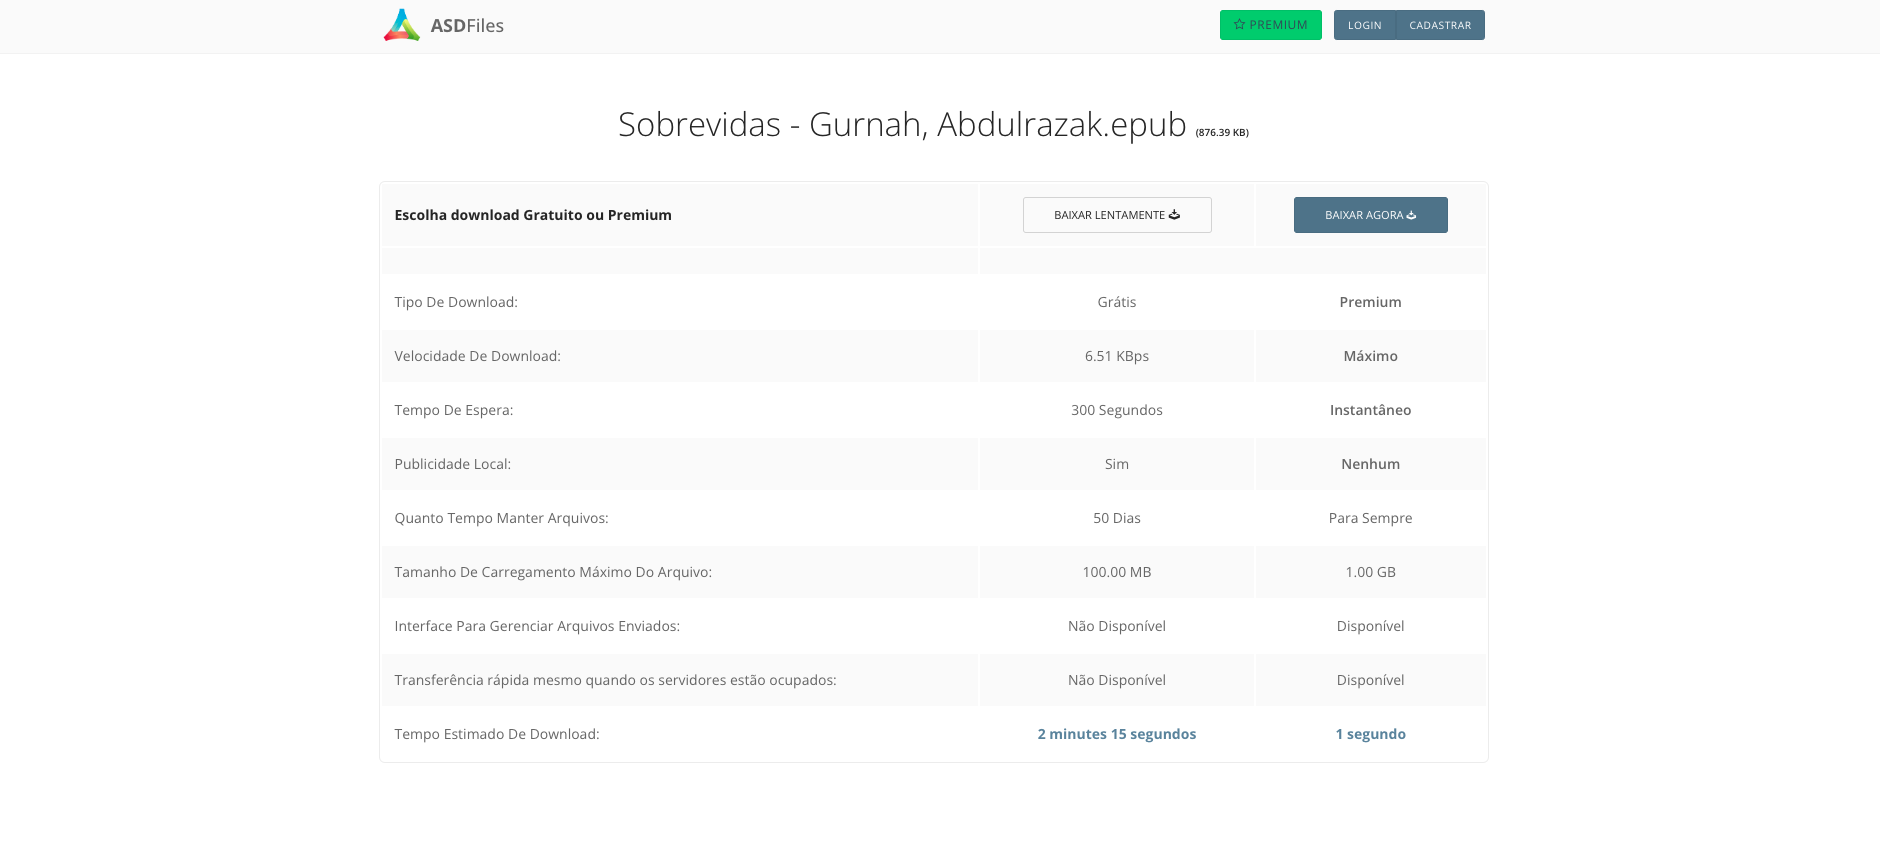 ASDFiles
PREMIUM
LOGIN
CADASTRAR
Sobrevidas - Gurnah, Abdulrazak.epub (876.39 KB)
Escolha download Gratuito ou Premium
BAIXAR LENTAMENTE
BAIXAR AGORA
Tipo De Download: Grátis Premium
Velocidade De Download: 6.51 KBps Máximo
Tempo De Espera: 300 Segundos Instantâneo
Publicidade Local: Sim Nenhum
Quanto Tempo Manter Arquivos: 50 Dias Para Sempre
Tamanho De Carregamento Máximo Do Arquivo: 100.00 MB 1.00 GB
Interface Para Gerenciar Arquivos Enviados: Não Disponível Disponível
Transferência rápida mesmo quando os servidores estão ocupados: Não Disponível Disponível
Tempo Estimado De Download: 2 minutes 15 segundos 1 segundo